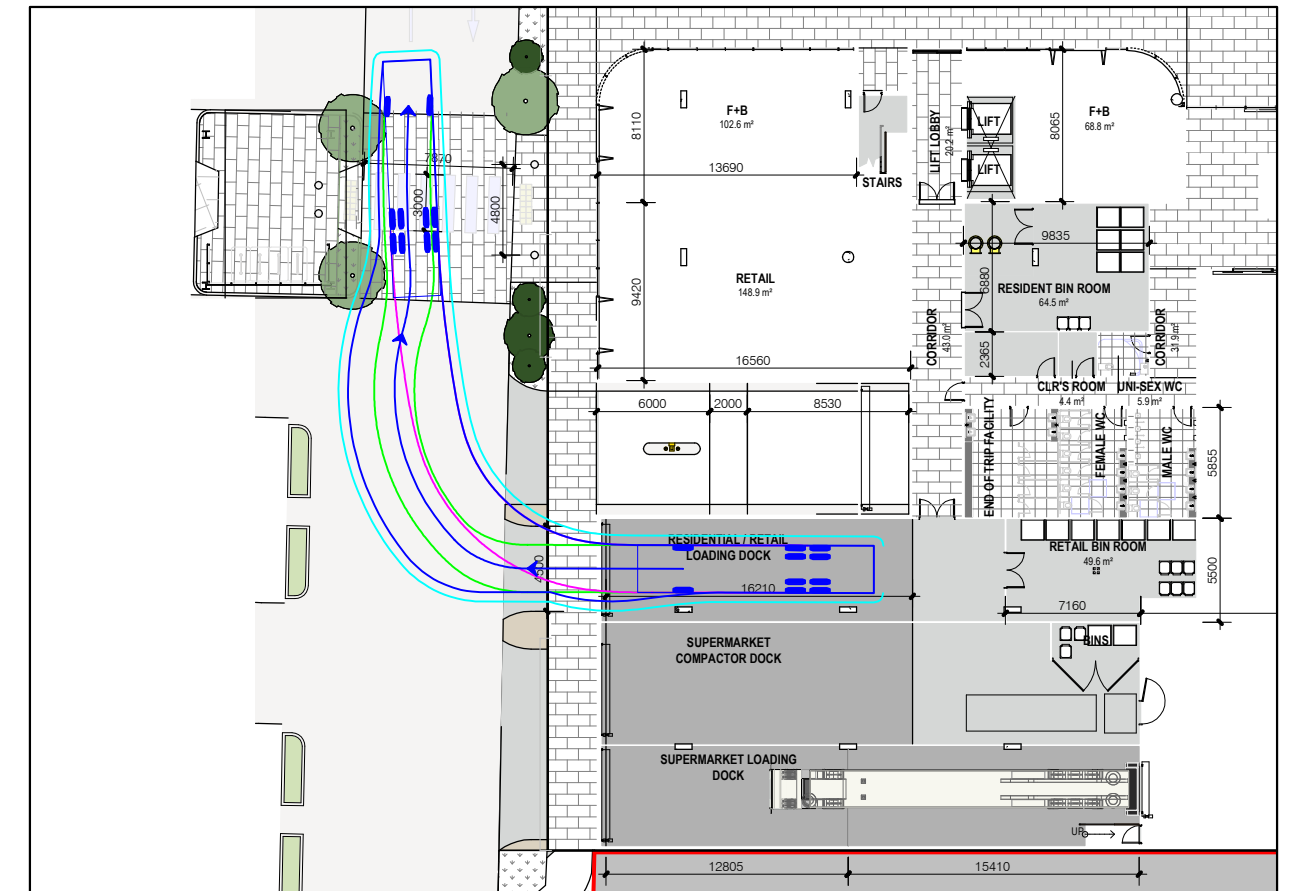 H
F+B
102.6 m²
8110
13690
STAIRS
LIFT LOBBY
20.2 m²
LIFT
LIFT
8065
F+B
68.8 m²
7870
3000
4800
9420
RETAIL
148.9 m²
16560
CORRIDOR
43.0 m²
9835
6880
RESIDENT BIN ROOM
64.5 m²
2365
CORRIDOR
31.9 m²
CLR'S ROOM
4.4 m²
UNI-SEX WC
5.9 m²
6000
2000
8530
END OF TRIP FACILITY
FEMALE WC
MALE WC
5855
RESIDENTIAL / RETAIL
LOADING DOCK
4500
16210
RETAIL BIN ROOM
49.6 m²
5500
7160
SUPERMARKET
COMPACTOR DOCK
BINS
SUPERMARKET LOADING
DOCK
UP
12805
15410